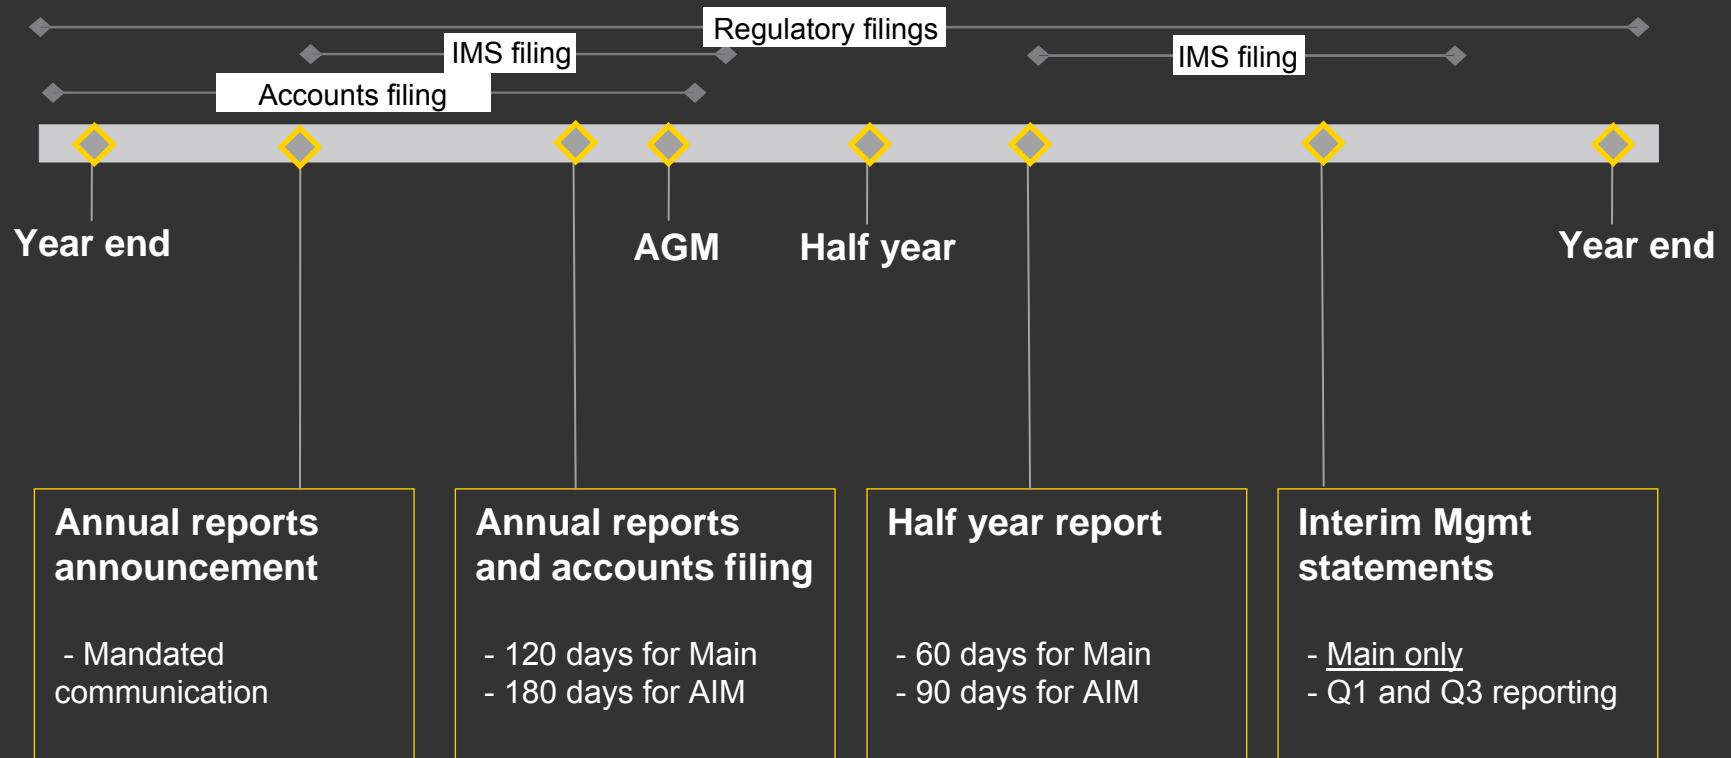 Regulatory filings
IMS filing
IMS filing
Accounts filing
Year end
AGM
Half year
Year end
Annual reports
announcement
- Mandated
communication
Annual reports
and accounts filing
- 120 days for Main
- 180 days for AIM
Half year report
- 60 days for Main
- 90 days for AIM
Interim Mgmt
statements
- Main only
- Q1 and Q3 reporting